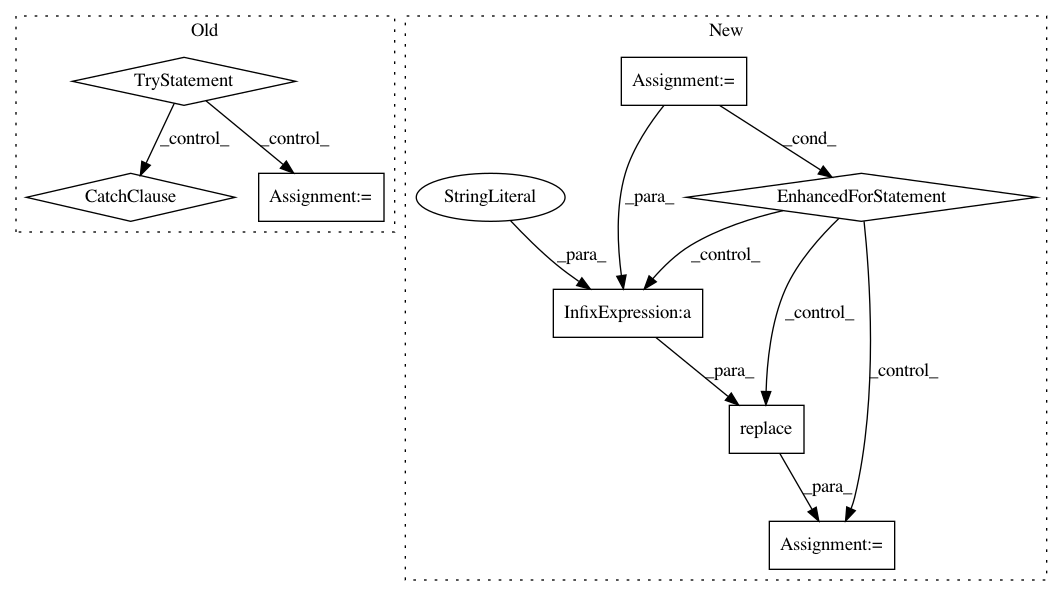 Old
New
TryStatement
Assignment:=
_control_
_control_
_cond_
CatchClause
Assignment:=
StringLiteral
EnhancedForStatement
_para_
_para_
_control_
InfixExpression:a
_control_
_para_
_control_
replace
_para_
Assignment:=